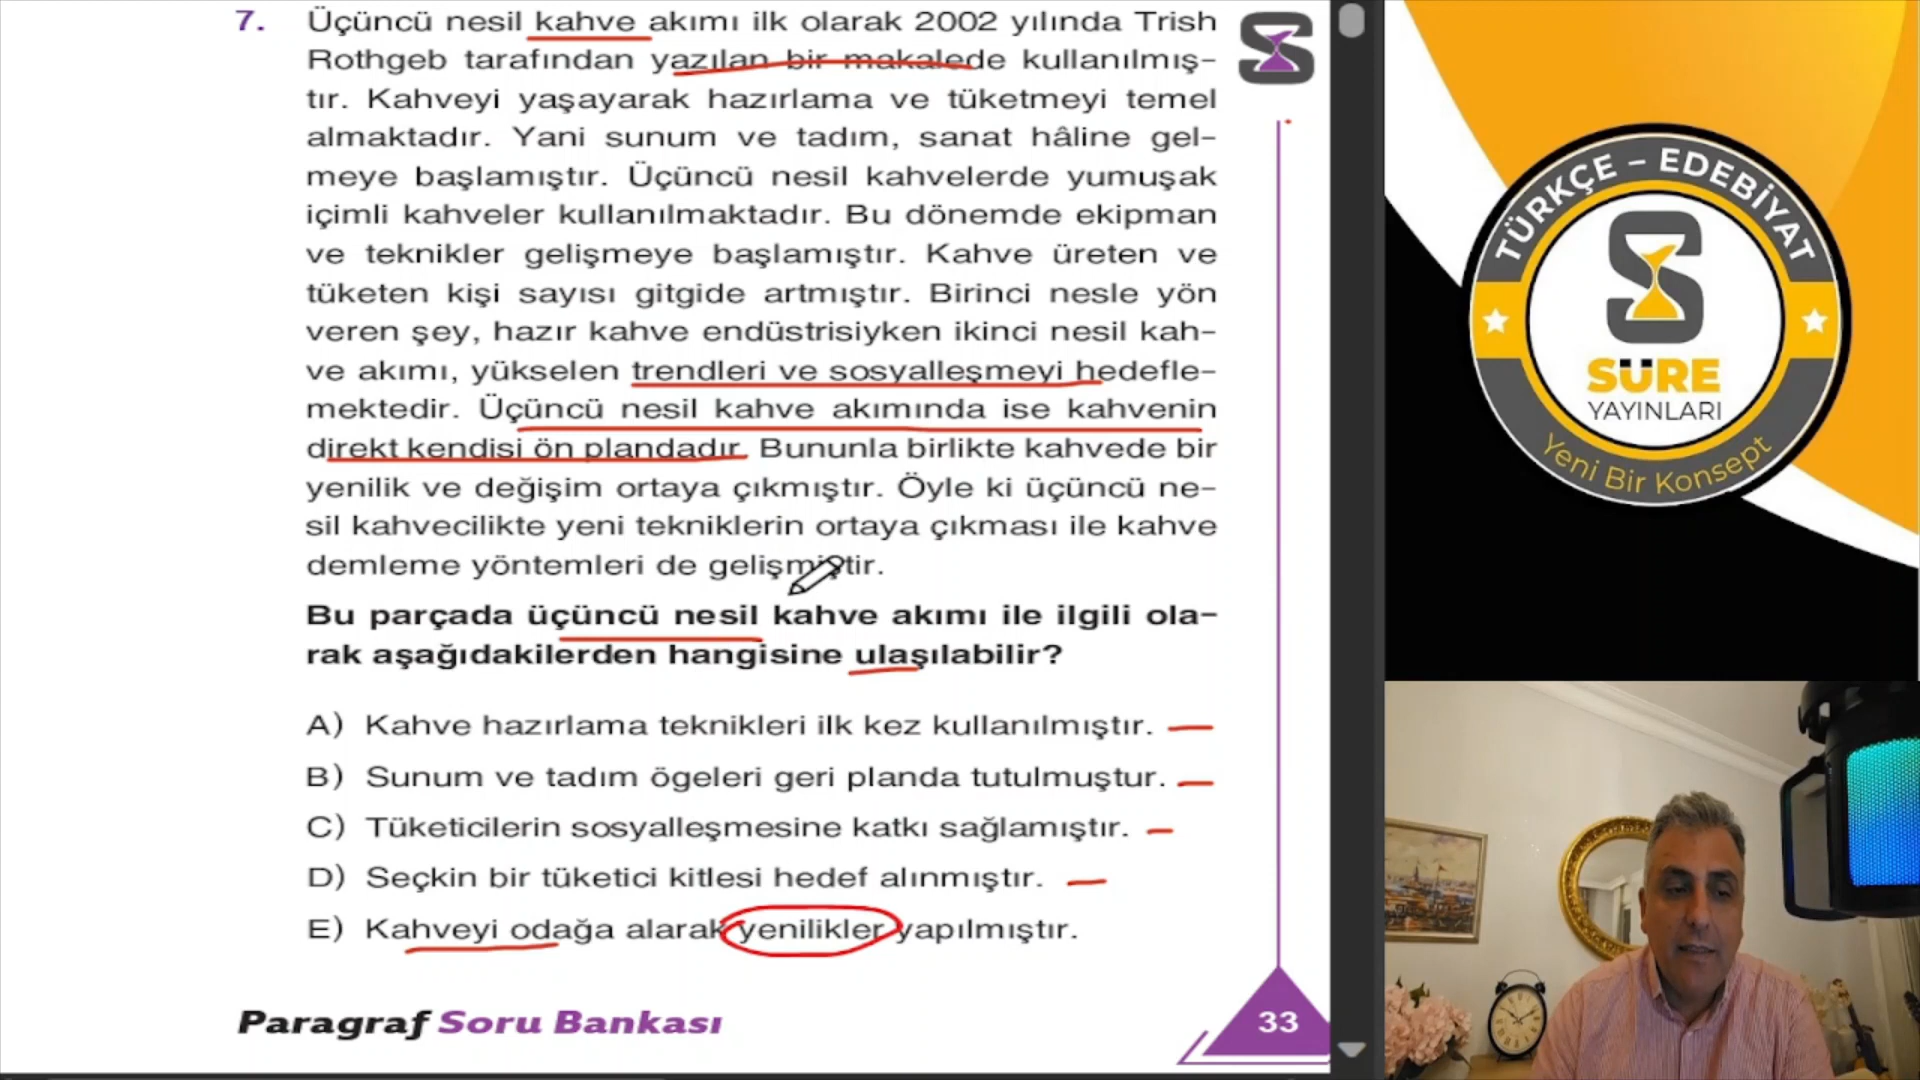 7. Üçüncü nesil kahve akımı ilk olarak 2002 yılında Trish
Rothgeb tarafından yazılan bir makalede kullanılmış-
tır. Kahveyi yaşayarak hazırlama ve tüketmeyi temel
almaktadır. Yani sunum ve tadım, sanat hâline gel-
meye başlamıştır. Üçüncü nesil kahvelerde yumuşak
içimli kahveler kullanılmaktadır. Bu dönemde ekipman
ve teknikler gelişmeye başlamıştır. Kahve üreten ve
tüketen kişi sayısı gitgide artmıştır. Birinci nesle yön
veren şey, hazır kahve endüstrisiyken ikinci nesil kah-
ve akımı, yükselen trendleri ve sosyalleşmeyi hedefle-
mektedir. Üçüncü nesil kahve akımında ise kahvenin
direkt kendisi ön plandadır. Bununla birlikte kahvede bir
yenilik ve değişim ortaya çıkmıştır. Öyle ki üçüncü ne-
sil kahvecilikte yeni tekniklerin ortaya çıkması ile kahve
demleme yöntemleri de gelişmiştir.
Bu parçada üçüncü nesil kahve akımı ile ilgili ola-
rak aşağıdakilerden hangisine ulaşılabilir?
A) Kahve hazırlama teknikleri ilk kez kullanılmıştır.
B) Sunum ve tadım ögeleri geri planda tutulmuştur.
C) Tüketicilerin sosyalleşmesine katkı sağlamıştır.
D) Seçkin bir tüketici kitlesi hedef alınmıştır.
E) Kahveyi odağa alarak yenilikler yapılmıştır.
Paragraf Soru Bankası
33
TÜRKÇE – EDEBİYAT
SÜRE
YAYINLARI
Yeni Bir Konsept